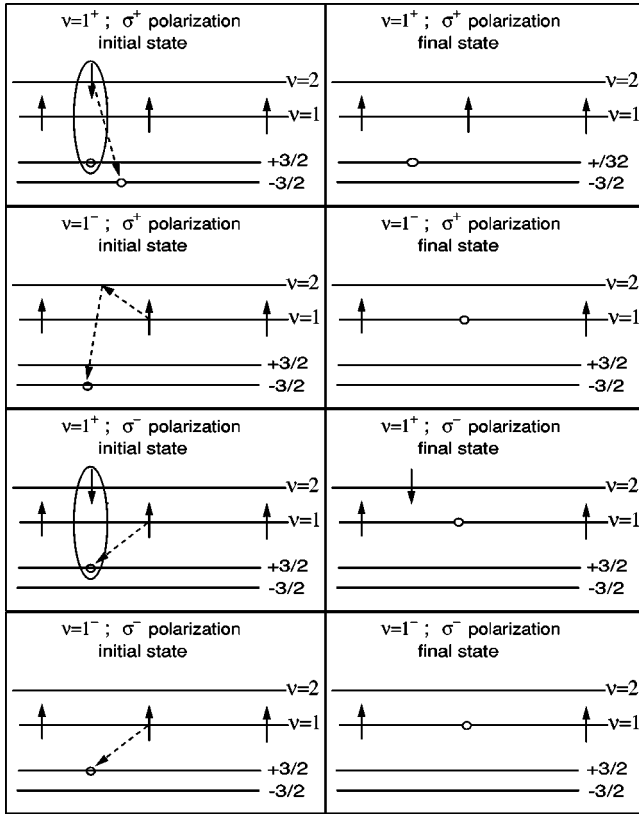 ν=1⁺ ; σ⁺ polarization
initial state
ν=2
ν=1
+3/2
-3/2
ν=1⁺ ; σ⁺ polarization
final state
ν=2
ν=1
+/32
-3/2
ν=1⁻ ; σ⁺ polarization
initial state
ν=2
ν=1
+3/2
-3/2
ν=1⁻ ; σ⁺ polarization
final state
ν=2
ν=1
+3/2
-3/2
ν=1⁺ ; σ⁻ polarization
initial state
ν=2
ν=1
+3/2
-3/2
ν=1⁺ ; σ⁻ polarization
final state
ν=2
ν=1
+3/2
-3/2
ν=1⁻ ; σ⁻ polarization
initial state
ν=2
ν=1
+3/2
-3/2
ν=1⁻ ; σ⁻ polarization
final state
ν=2
ν=1
+3/2
-3/2